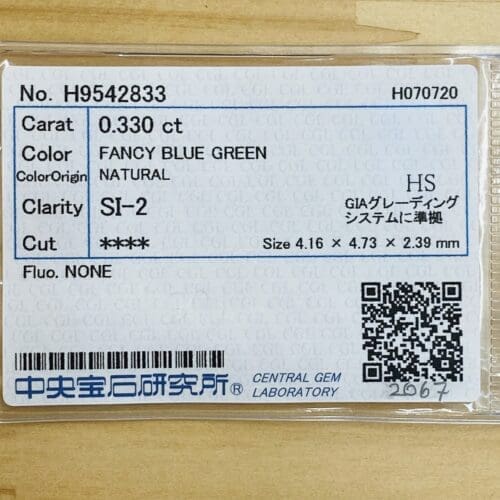 No. H9542833 H070720
Carat 0.330 ct
Color FANCY BLUE GREEN
ColorOrigin NATURAL
Clarity SI-2
HS
GIAグレーディング
システムに準拠
Cut **** Size 4.16 × 4.73 × 2.39 mm
Fluo. NONE
中央宝石研究所® CENTRAL GEM
LABORATORY
2067